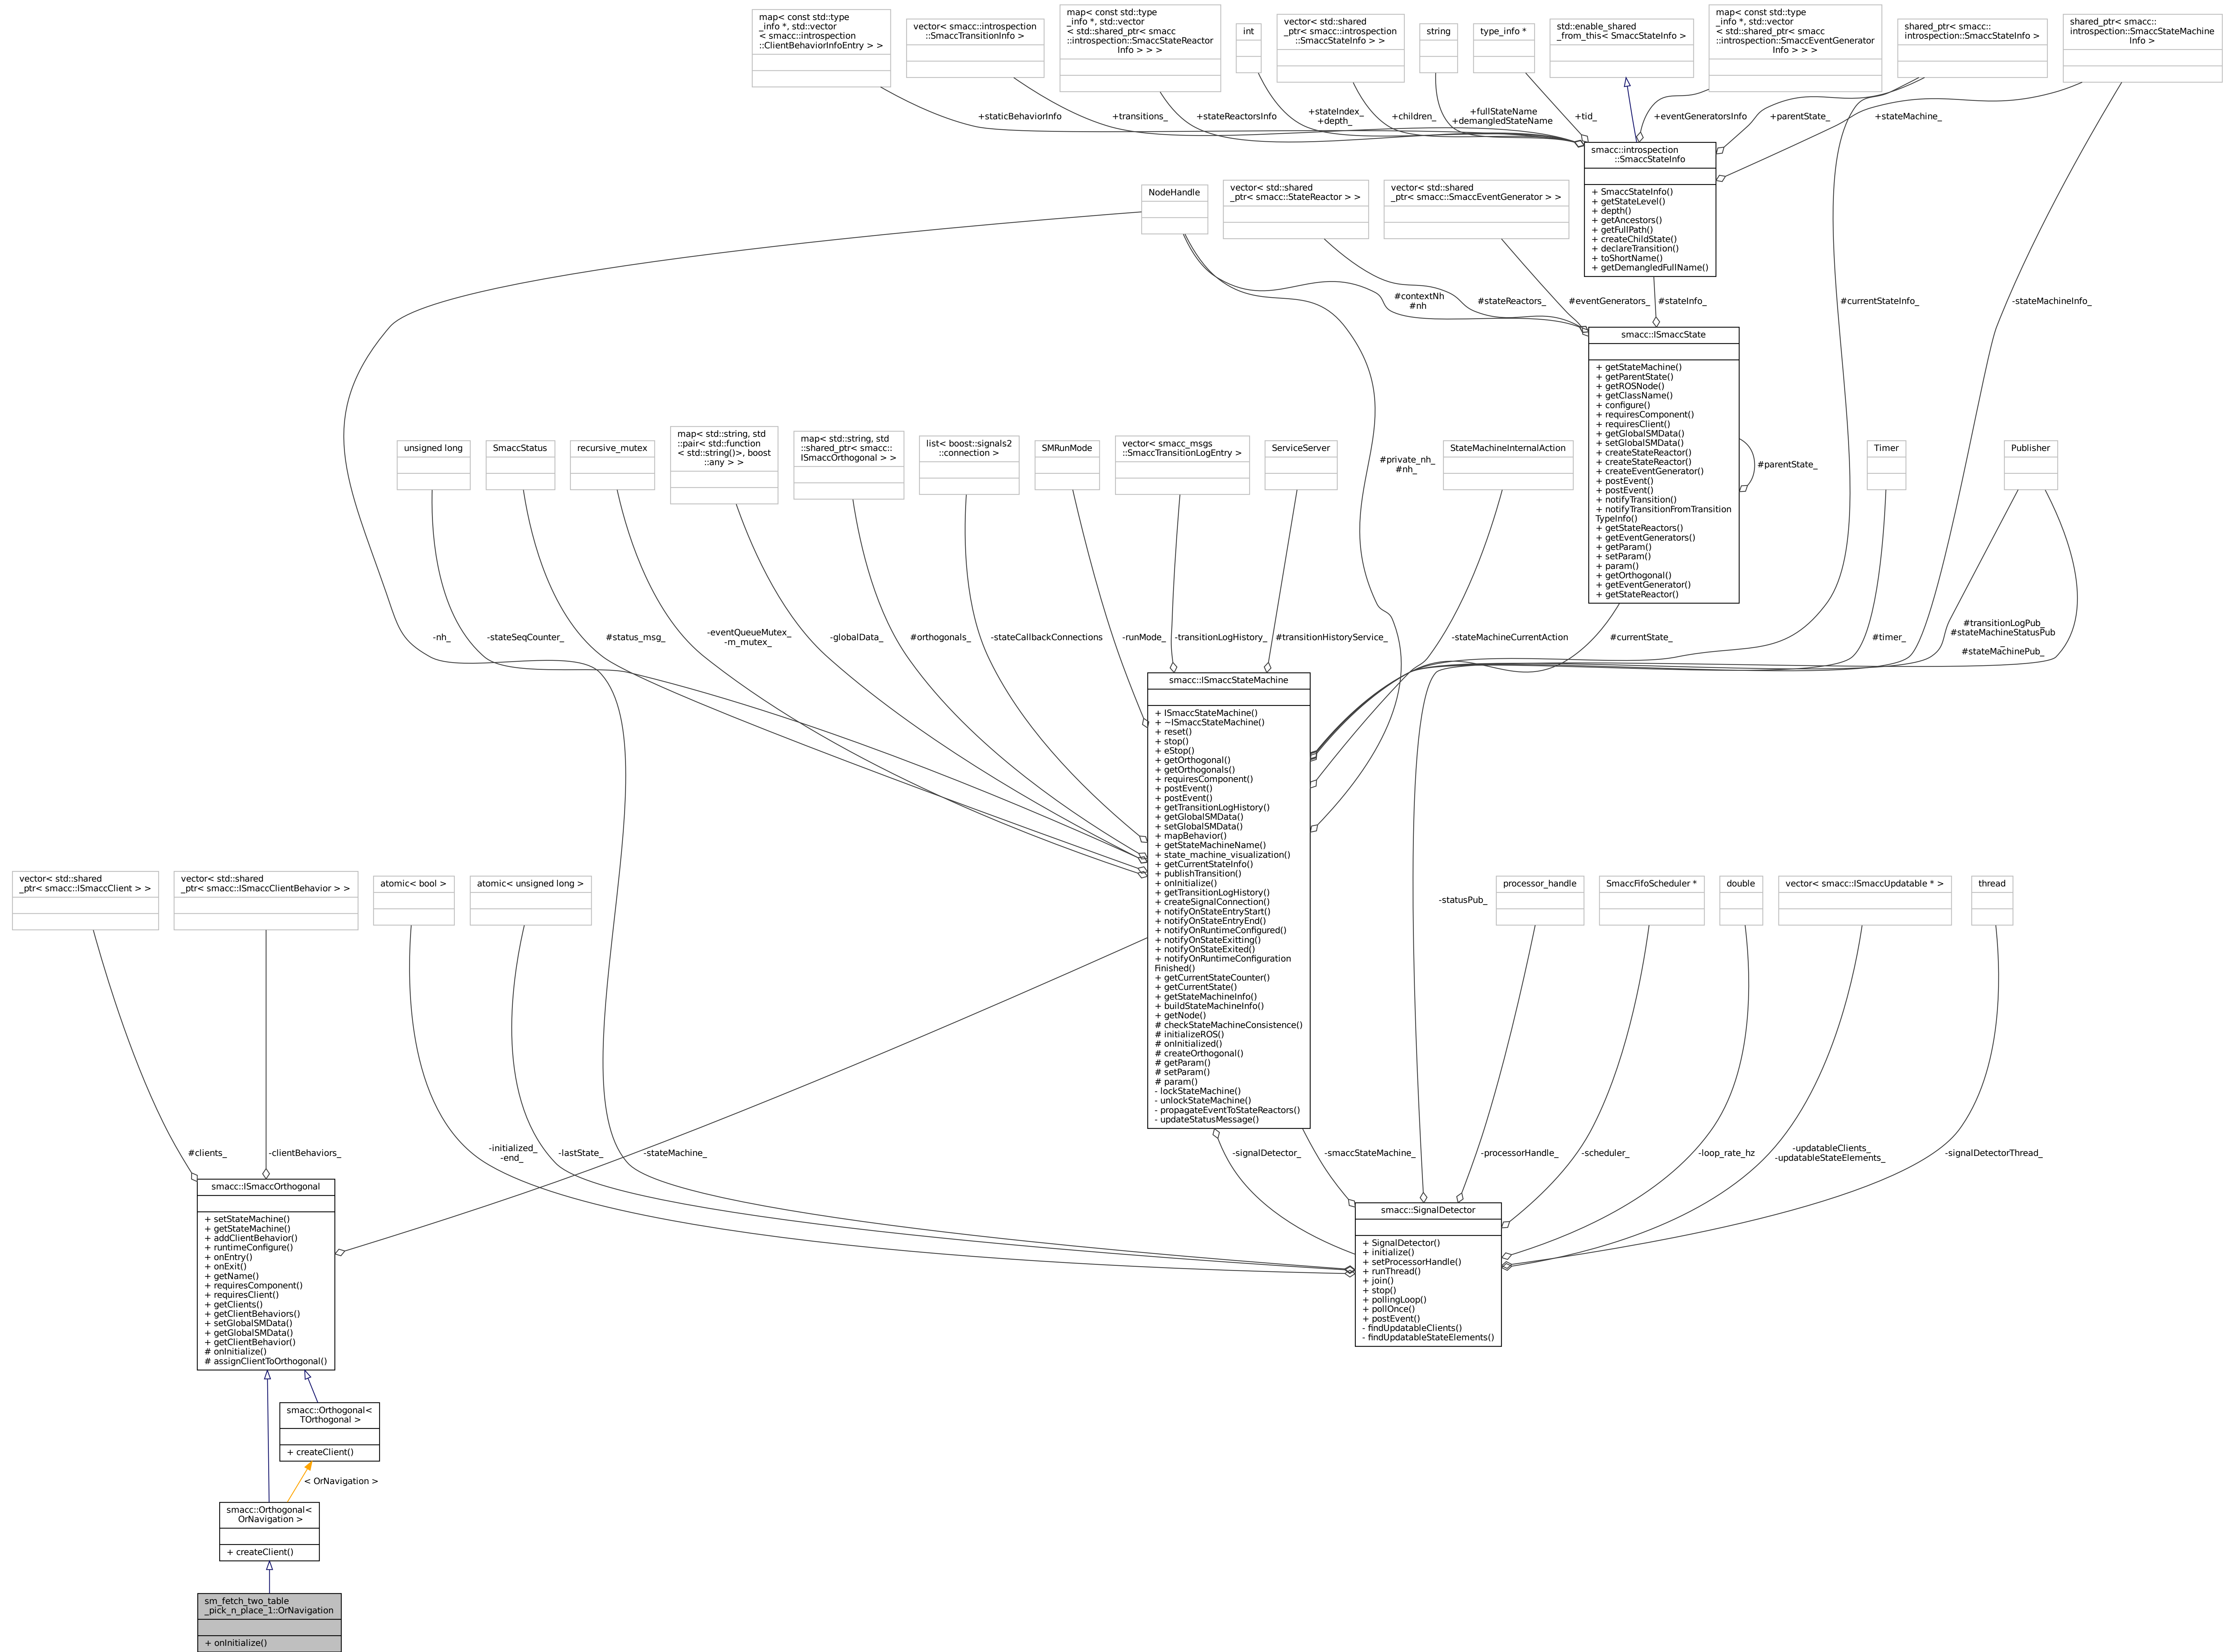 map< const std::type
_info *, std::vector
< smacc::introspection
::ClientBehaviorInfoEntry > >
vector< smacc::introspection
::SmaccTransitionInfo >
map< const std::type
_info *, std::vector
< std::shared_ptr< smacc
::introspection::SmaccStateReactor
Info > > >
int
vector< std::shared
_ptr< smacc::introspection
::SmaccStateInfo > >
string
type_info *
std::enable_shared
_from_this< SmaccStateInfo >
map< const std::type
_info *, std::vector
< std::shared_ptr< smacc
::introspection::SmaccEventGenerator
Info > > >
shared_ptr< smacc::
introspection::SmaccStateInfo >
shared_ptr< smacc::
introspection::SmaccStateMachine
Info >
+staticBehaviorInfo
+transitions_
+stateReactorsInfo
+stateIndex_
+depth_
+children_
+fullStateName
+demangledStateName
+tid_
+eventGeneratorsInfo
+parentState_
+stateMachine_
smacc::introspection
::SmaccStateInfo
+ SmaccStateInfo()
+ getStateLevel()
+ depth()
+ getAncestors()
+ getFullPath()
+ createChildState()
+ declareTransition()
+ toShortName()
+ getDemangledFullName()
NodeHandle
vector< std::shared
_ptr< smacc::StateReactor > >
vector< std::shared
_ptr< smacc::SmaccEventGenerator > >
#contextNh
#nh
#stateReactors_
#eventGenerators_
#stateInfo_
#currentStateInfo_
-stateMachineInfo_
smacc::ISmaccState
+ getStateMachine()
+ getParentState()
+ getROSNode()
+ getClassName()
+ configure()
+ requiresComponent()
+ requiresClient()
+ getGlobalSMData()
+ setGlobalSMData()
+ createStateReactor()
+ createStateReactor()
+ createEventGenerator()
+ postEvent()
+ postEvent()
+ notifyTransition()
+ notifyTransitionFromTransition
TypeInfo()
+ getStateReactors()
+ getEventGenerators()
+ getParam()
+ setParam()
+ param()
+ getOrthogonal()
+ getEventGenerator()
+ getStateReactor()
#parentState_
unsigned long
SmaccStatus
recursive_mutex
map< std::string, std
::pair< std::function
< std::string()>, boost
::any > >
map< std::string, std
::shared_ptr< smacc::
ISmaccOrthogonal > >
list< boost::signals2
::connection >
SMRunMode
vector< smacc_msgs
::SmaccTransitionLogEntry >
ServiceServer
#private_nh_
#nh_
StateMachineInternalAction
Timer
Publisher
-nh_
-stateSeqCounter_
#status_msg_
-eventQueueMutex_
-m_mutex_
-globalData_
#orthogonals_
-stateCallbackConnections
-runMode_
-transitionLogHistory_
#transitionHistoryService_
-stateMachineCurrentAction
#currentState_
#timer_
#transitionLogPub_
#stateMachineStatusPub
_
#stateMachinePub_
smacc::ISmaccStateMachine
+ ISmaccStateMachine()
+ ~ISmaccStateMachine()
+ reset()
+ stop()
+ eStop()
+ getOrthogonal()
+ getOrthogonals()
+ requiresComponent()
+ postEvent()
+ postEvent()
+ getTransitionLogHistory()
+ getGlobalSMData()
+ setGlobalSMData()
+ mapBehavior()
+ getStateMachineName()
+ state_machine_visualization()
+ getCurrentStateInfo()
+ publishTransition()
+ onInitialize()
+ getTransitionLogHistory()
+ createSignalConnection()
+ notifyOnStateEntryStart()
+ notifyOnStateEntryEnd()
+ notifyOnRuntimeConfigured()
+ notifyOnStateExitting()
+ notifyOnStateExited()
+ notifyOnRuntimeConfiguration
Finished()
+ getCurrentStateCounter()
+ getCurrentState()
+ getStateMachineInfo()
+ buildStateMachineInfo()
+ getNode()
# checkStateMachineConsistence()
# initializeROS()
# onInitialized()
# createOrthogonal()
# getParam()
# setParam()
# param()
- lockStateMachine()
- unlockStateMachine()
- propagateEventToStateReactors()
- updateStatusMessage()
vector< std::shared
_ptr< smacc::ISmaccClient > >
vector< std::shared
_ptr< smacc::ISmaccClientBehavior > >
atomic< bool >
atomic< unsigned long >
-statusPub_
processor_handle
SmaccFifoScheduler *
double
vector< smacc::ISmaccUpdatable * >
thread
#clients_
-clientBehaviors_
-initialized_
-end_
-lastState_
-stateMachine_
-signalDetector_
-smaccStateMachine_
-processorHandle_
-scheduler_
-loop_rate_hz
-updatableClients_
-updatableStateElements_
-signalDetectorThread_
smacc::ISmaccOrthogonal
+ setStateMachine()
+ getStateMachine()
+ addClientBehavior()
+ runtimeConfigure()
+ onEntry()
+ onExit()
+ getName()
+ requiresComponent()
+ requiresClient()
+ getClients()
+ getClientBehaviors()
+ setGlobalSMData()
+ getGlobalSMData()
+ getClientBehavior()
# onInitialize()
# assignClientToOrthogonal()
smacc::SignalDetector
+ SignalDetector()
+ initialize()
+ setProcessorHandle()
+ runThread()
+ join()
+ stop()
+ pollingLoop()
+ pollOnce()
+ postEvent()
- findUpdatableClients()
- findUpdatableStateElements()
smacc::Orthogonal<
TOrthogonal >
+ createClient()
< OrNavigation >
smacc::Orthogonal<
OrNavigation >
+ createClient()
sm_fetch_two_table
_pick_n_place_1::OrNavigation
+ onInitialize()